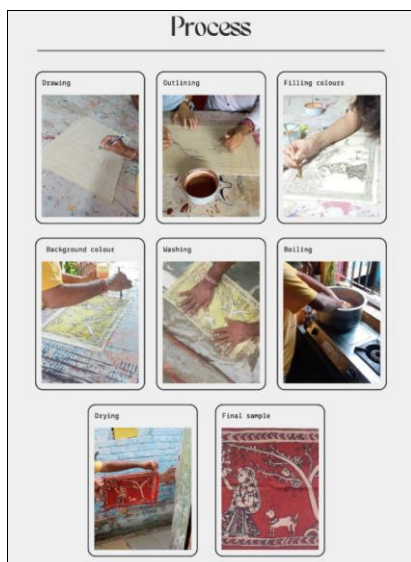 Process
Drawing
Outlining
Filling colours
Background colour
Washing
Boiling
Drying
Final sample